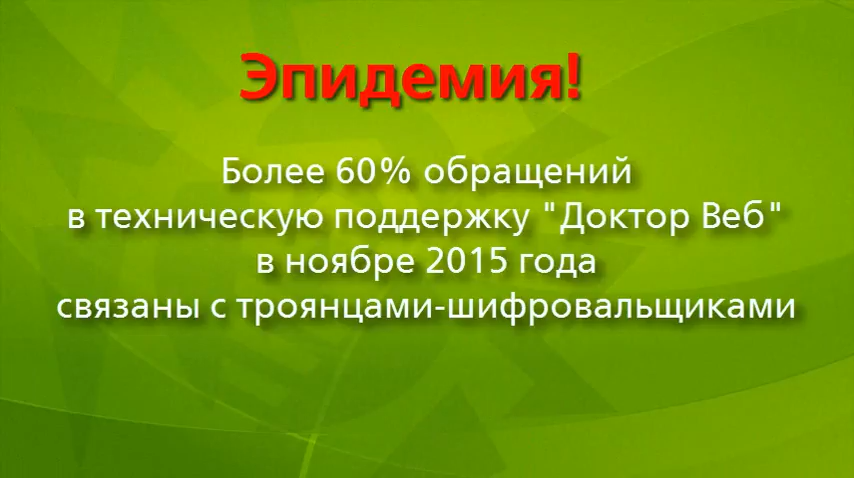 Эпидемия!
Более 60% обращений
в техническую поддержку "Доктор Веб"
в ноябре 2015 года
связаны с троянцами-шифровальщиками